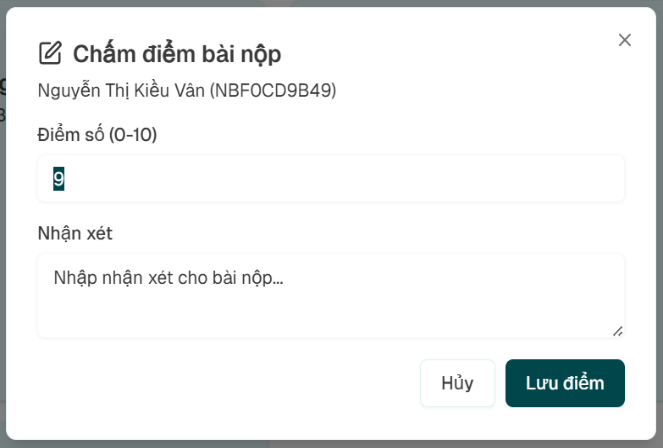 Chấm điểm bài nộp
Nguyễn Thị Kiều Vân (NBF0CD9B49)
Điểm số (0-10)
9
Nhận xét
Nhập nhận xét cho bài nộp...
Hủy
Lưu điểm